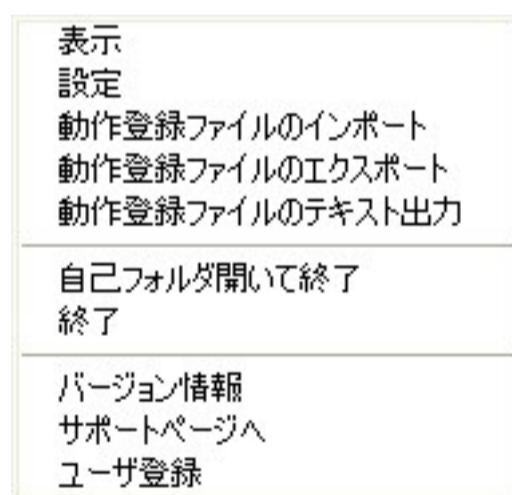 表示
設定
動作登録ファイルのインポート
動作登録ファイルのエクスポート
動作登録ファイルのテキスト出力
自己フォルダ開いて終了
終了
バージョン情報
サポートページへ
ユーザ登録